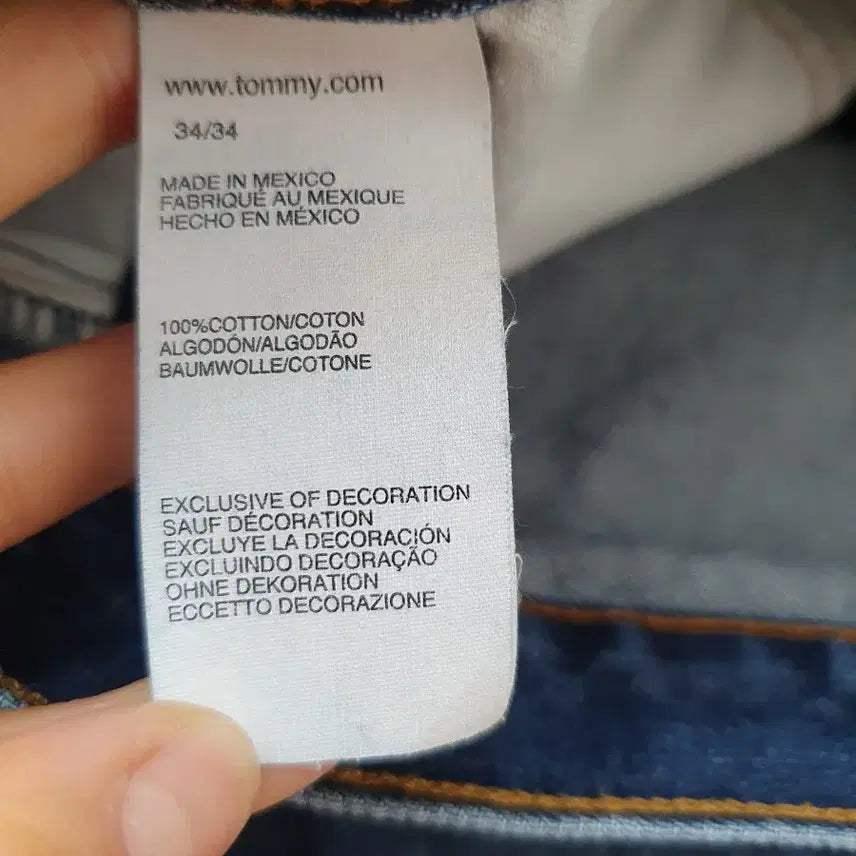 www.tommy.com
34/34
MADE IN MEXICO
FABRIQUÉ AU MEXIQUE
HECHO EN MÉXICO
100%COTTON/COTON
ALGODÓN/ALGODÃO
BAUMWOLLE/COTONE
EXCLUSIVE OF DECORATION
SAUF DÉCORATION
EXCLUYE LA DECORACIÓN
EXCLUINDO DECORAÇÃO
OHNE DEKORATION
ECCETTO DECORAZIONE